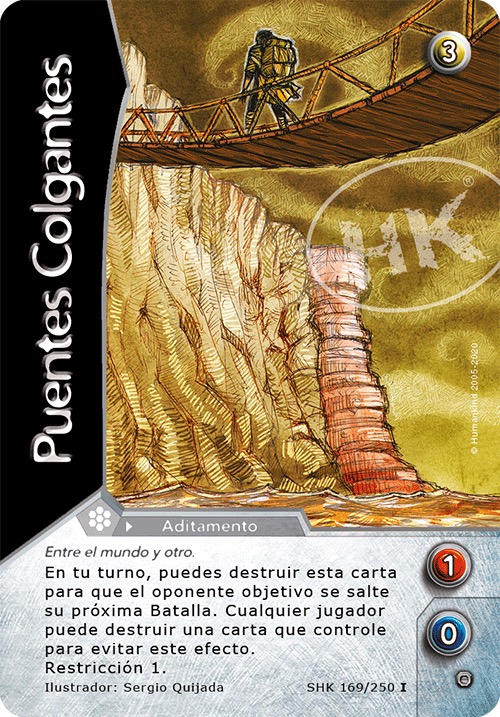 Puentes Colgantes
3
HK®
© Humankind 2005-2020
Aditamento
Entre el mundo y otro.
En tu turno, puedes destruir esta carta
para que el oponente objetivo se salte
su próxima Batalla. Cualquier jugador
puede destruir una carta que controle
para evitar este efecto.
Restricción 1.
1
0
Ilustrador: Sergio Quijada
SHK 169/250 I